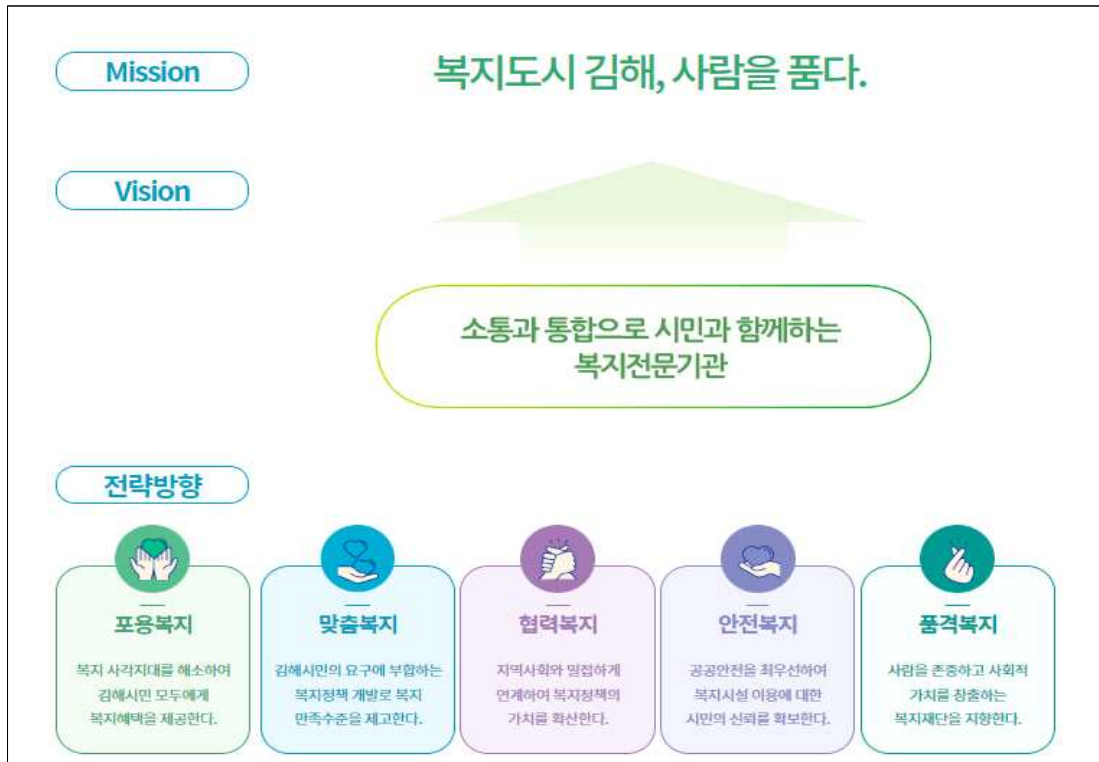 Mission
복지도시 김해, 사람을 품다.
Vision
소통과 통합으로 시민과 함께하는
복지전문기관
전략방향
포용복지
복지 사각지대를 해소하여
김해시민 모두에게
복지혜택을 제공한다.
맞춤복지
김해시민의 요구에 부합하는
복지정책 개발로 복지
만족수준을 제고한다.
협력복지
지역사회와 밀접하게
연계하여 복지정책의
가치를 확산한다.
안전복지
공공안전을 최우선하여
복지시설 이용에 대한
시민의 신뢰를 확보한다.
품격복지
사람을 존중하고 사회적
가치를 창출하는
복지재단을 지향한다.